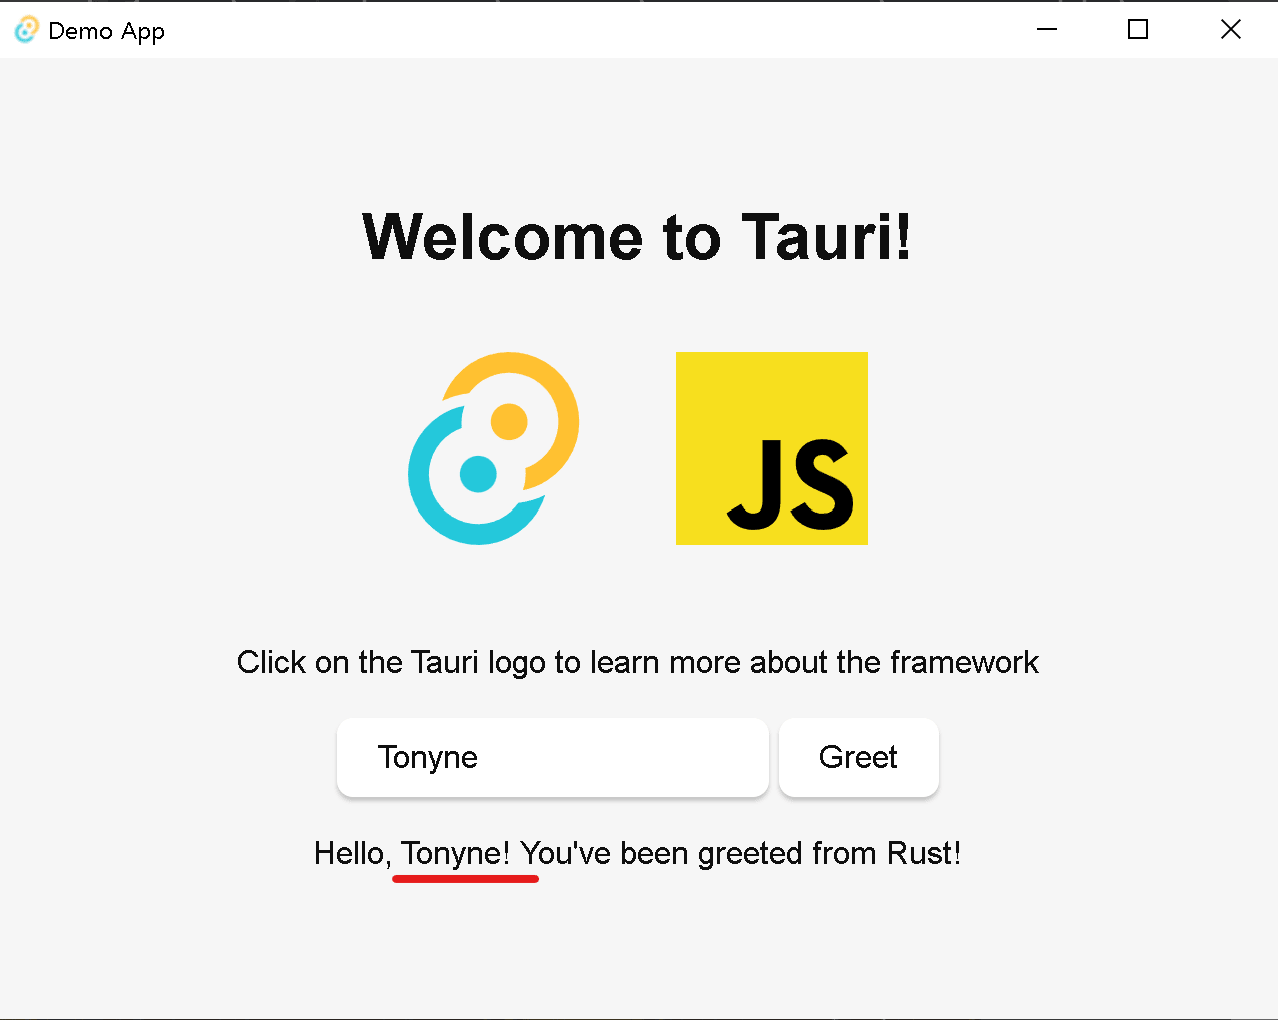 Demo App
Welcome to Tauri!
JS
Click on the Tauri logo to learn more about the framework
Tonyne Greet
Hello, Tonyne! You've been greeted from Rust!